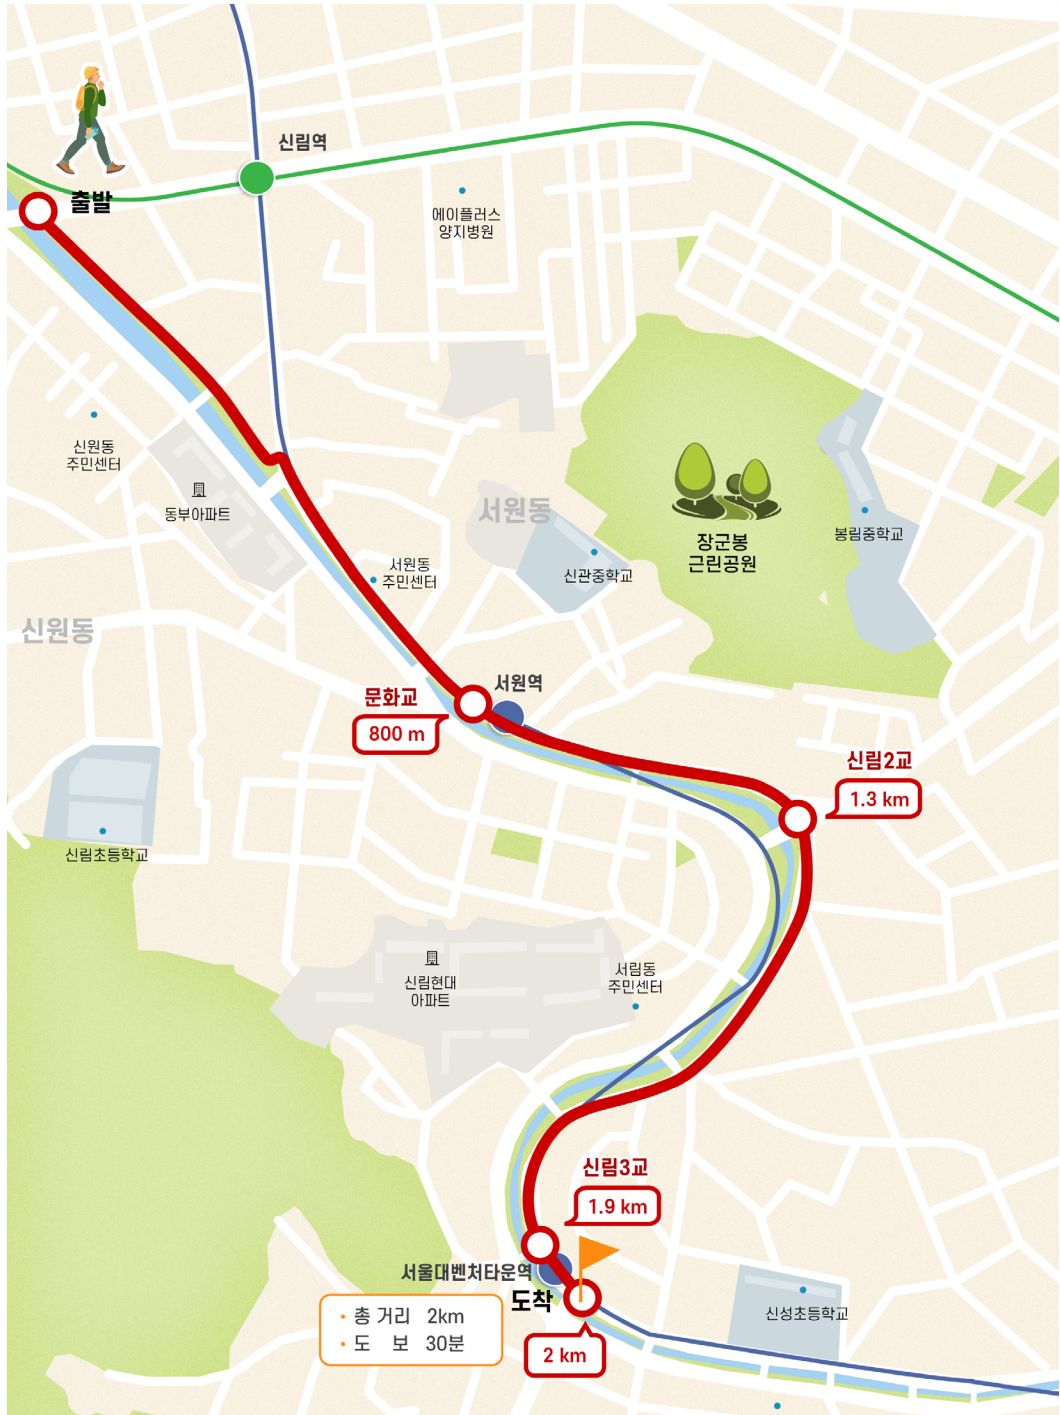 신림역
출발
에이플러스
양지병원
신원동
주민센터
동부아파트
서원동
장군봉
근린공원
봉림중학교
신관중학교
서원동
주민센터
신원동
서원역
문화교
800 m
신림2교
1.3 km
신림초등학교
신림현대
아파트
서림동
주민센터
신림3교
1.9 km
서울대벤처타운역
도착
• 총 거리 2km
• 도 보 30분
2 km
신성초등학교